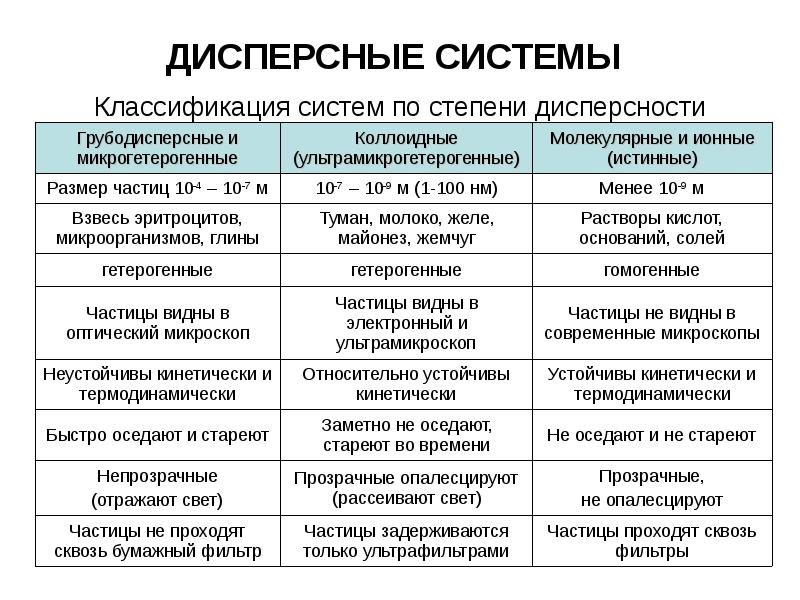 ДИСПЕРСНЫЕ СИСТЕМЫ
Классификация систем по степени дисперсности
Грубодисперсные и
микрогетерогенные
Коллоидные
(ультрамикрогетерогенные)
Молекулярные и ионные
(истинные)
Размер частиц 10⁻⁴ – 10⁻⁷ м
10⁻⁷ – 10⁻⁹ м (1-100 нм)
Менее 10⁻⁹ м
Взвесь эритроцитов,
микроорганизмов, глины
Туман, молоко, желе,
майонез, жемчуг
Растворы кислот,
оснований, солей
гетерогенные
гетерогенные
гомогенные
Частицы видны в
оптический микроскоп
Частицы видны в
электронный и
ультрамикроскоп
Частицы не видны в
современные микроскопы
Неустойчивы кинетически и
термодинамически
Относительно устойчивы
кинетически
Устойчивы кинетически и
термодинамически
Быстро оседают и стареют
Заметно не оседают,
стареют во времени
Не оседают и не стареют
Непрозрачные
(отражают свет)
Прозрачные опалесцируют
(рассеивают свет)
Прозрачные,
не опалесцируют
Частицы не проходят
сквозь бумажный фильтр
Частицы задерживаются
только ультрафильтрами
Частицы проходят сквозь
фильтры